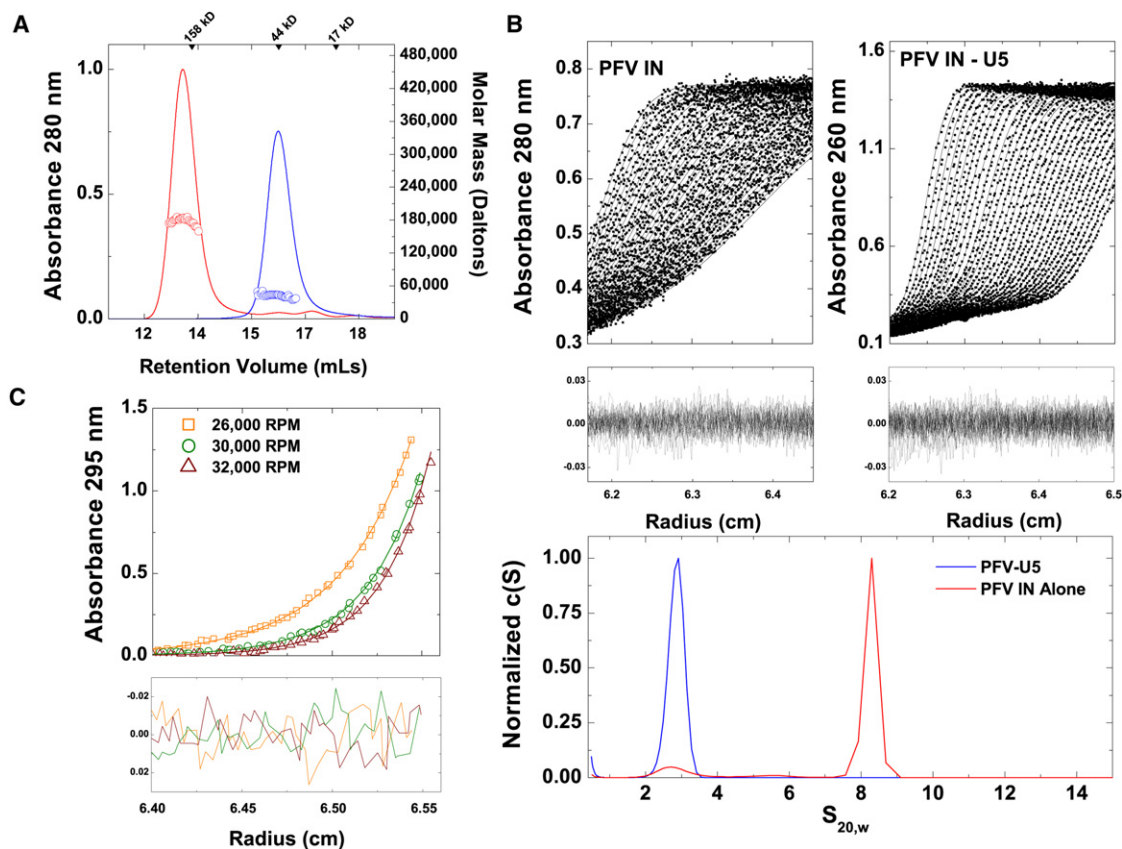 A
158 kD
44 kD
17 kD
Absorbance 280 nm
1.0
0.5
0.0
480,000
420,000
360,000
300,000
240,000
180,000
120,000
60,000
0
Molar Mass (Daltons)
12
14
15
17
18
Retention Volume (mLs)
B
PFV IN
Absorbance 280 nm
0.8
0.7
0.6
0.5
0.4
0.3
PFV IN - U5
Absorbance 260 nm
1.6
1.1
0.6
0.1
0.03
0.00
-0.03
6.2
6.3
6.4
Radius (cm)
0.03
0.00
-0.03
6.2
6.3
6.4
6.5
Radius (cm)
C
Absorbance 295 nm
1.5
1.0
0.5
0.0
26,000 RPM
30,000 RPM
32,000 RPM
-0.02
0.00
0.02
6.40
6.45
6.50
6.55
Radius (cm)
Normalized c(S)
1.00
0.75
0.50
0.25
0.00
PFV-U5
PFV IN Alone
2
4
6
8
10
12
14
S20,w